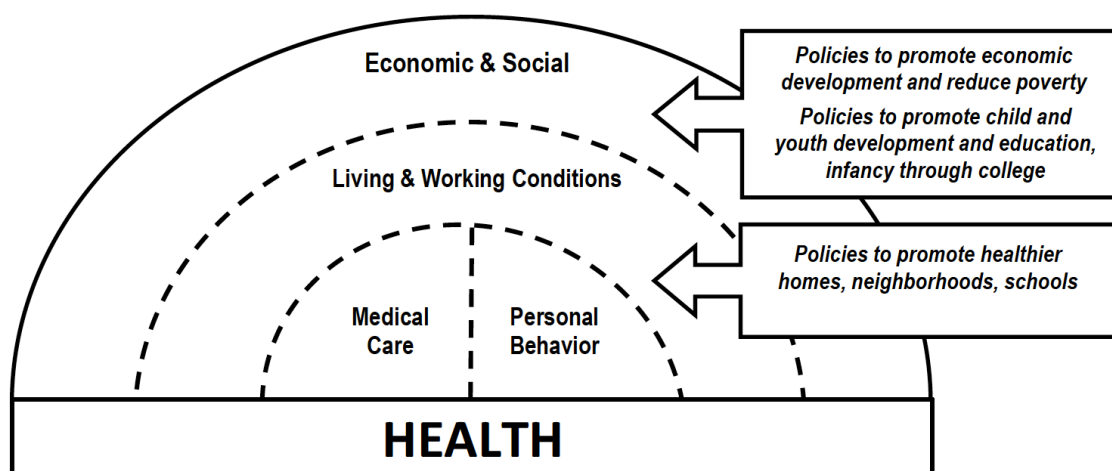 Economic & Social
Policies to promote economic
development and reduce poverty
Policies to promote child and
youth development and education,
infancy through college
Living & Working Conditions
Policies to promote healthier
homes, neighborhoods, schools
Medical
Care
Personal
Behavior
HEALTH